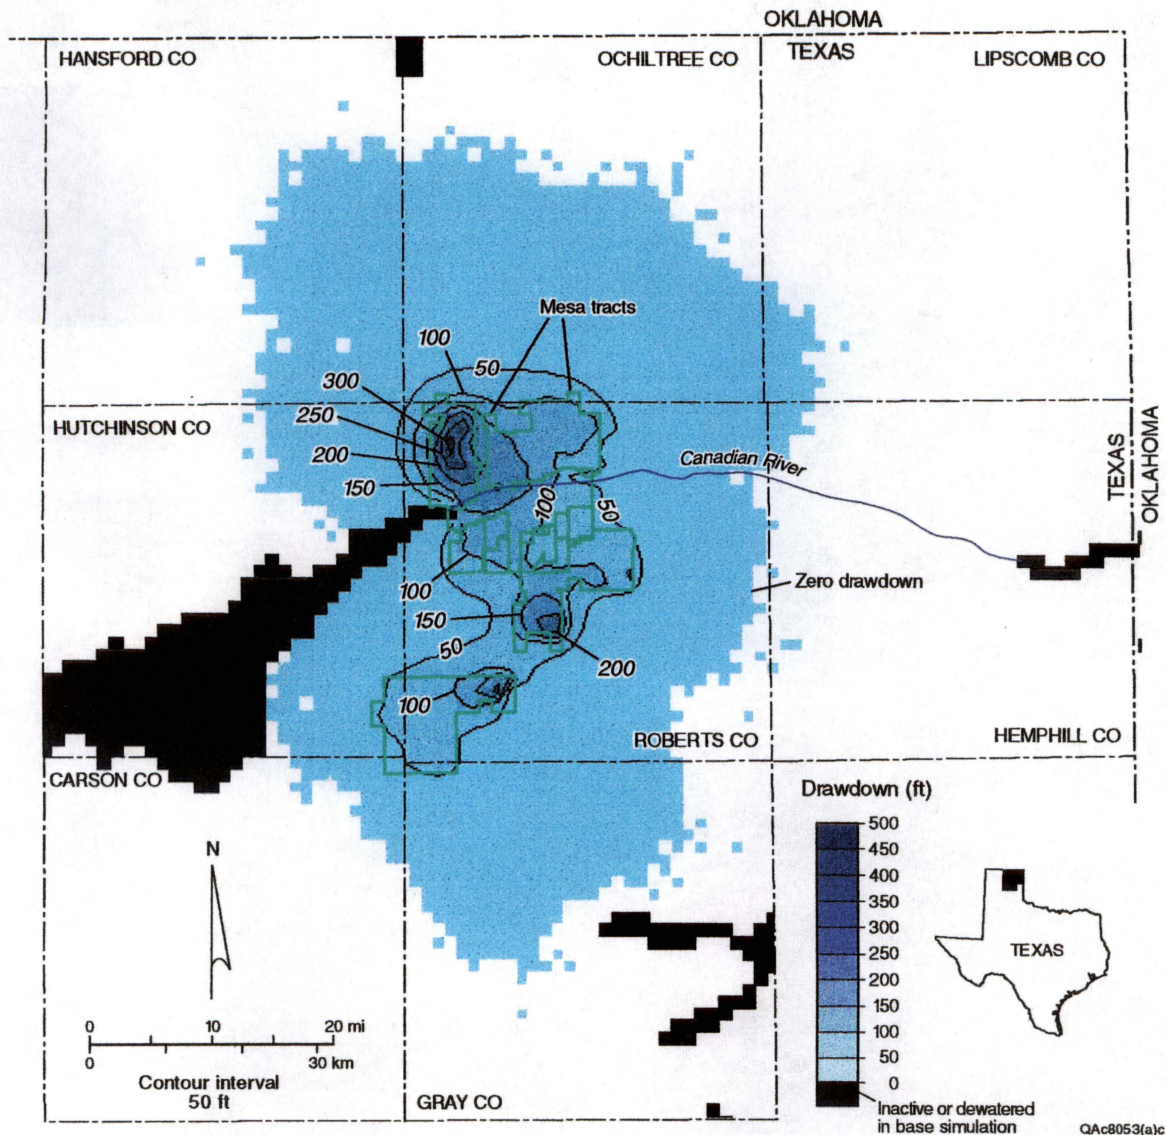 OKLAHOMA
TEXAS
HANSFORD CO
OCHILTREE CO
LIPSCOMB CO
Mesa tracts
100
50
300
250
200
150
HUTCHINSON CO
Canadian River
TEXAS
OKLAHOMA
100
50
100
Zero drawdown
150
50
200
100
ROBERTS CO
HEMPHILL CO
CARSON CO
Drawdown (ft)
500
450
400
350
300
250
200
150
100
50
0
N
TEXAS
0 10 20 mi
0 30 km
Contour interval
50 ft
GRAY CO
Inactive or dewatered
in base simulation
QAc8053(a)c